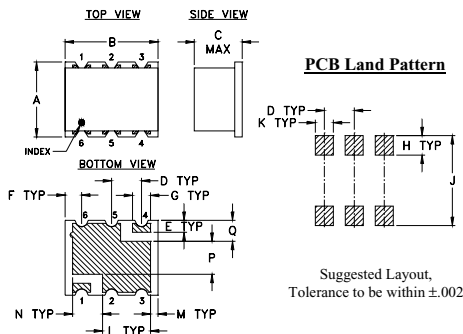 TOP VIEW
SIDE VIEW
B
C
MAX
1 2 3
A
6 5 4
INDEX
BOTTOM VIEW
F TYP
D TYP
G TYP
6 5 4
E TYP
Q
P
1 2 3
N TYP
M TYP
L TYP
PCB Land Pattern
D TYP
K TYP
H TYP
J
Suggested Layout,
Tolerance to be within ±.002